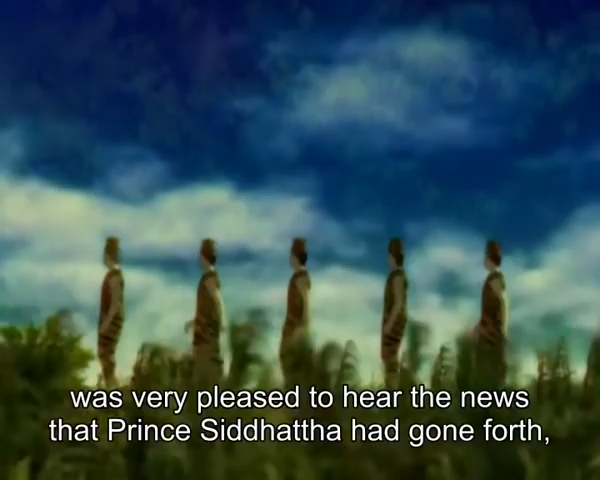 was very pleased to hear the news
that Prince Siddhattha had gone forth,